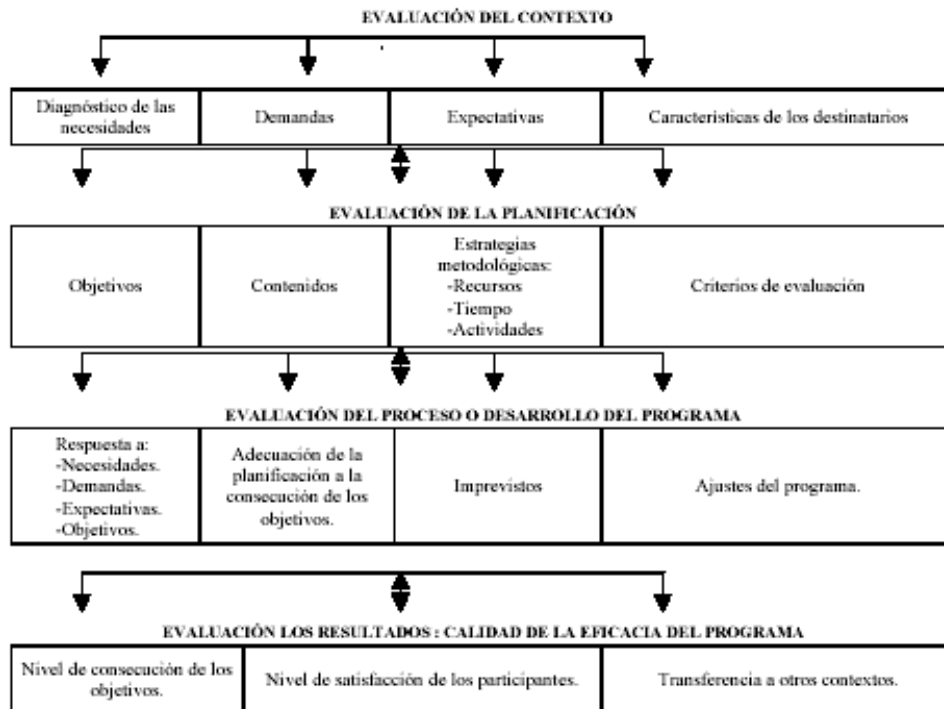 EVALUACIÓN DEL CONTEXTO
Diagnóstico de las
necesidades
Demandas
Expectativas
Características de los destinatarios
EVALUACIÓN DE LA PLANIFICACIÓN
Objetivos
Contenidos
Estrategias
metodológicas:
-Recursos
-Tiempo
-Actividades
Criterios de evaluación
EVALUACIÓN DEL PROCESO O DESARROLLO DEL PROGRAMA
Respuesta a:
-Necesidades.
-Demandas.
-Expectativas.
-Objetivos.
Adecuación de la
planificación a la
consecución de los
objetivos.
Imprevistos
Ajustes del programa.
EVALUACIÓN LOS RESULTADOS : CALIDAD DE LA EFICACIA DEL PROGRAMA
Nivel de consecución de los
objetivos.
Nivel de satisfacción de los participantes.
Transferencia a otros contextos.